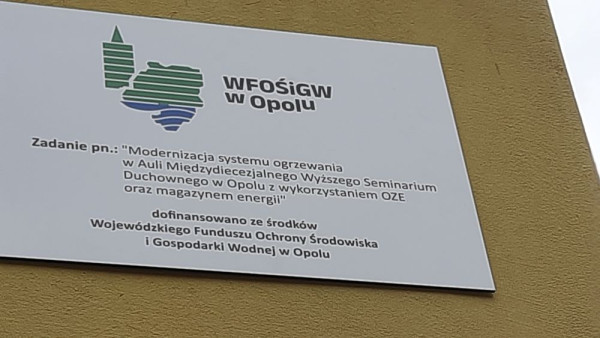 WFOŚiGW
w Opolu
Zadanie pn.: "Modernizacja systemu ogrzewania
w Auli Międzydiecezjalnego Wyższego Seminarium
Duchownego w Opolu z wykorzystaniem OZE
oraz magazynem energii"
dofinansowano ze środków
Wojewódzkiego Funduszu Ochrony Środowiska
i Gospodarki Wodnej w Opolu